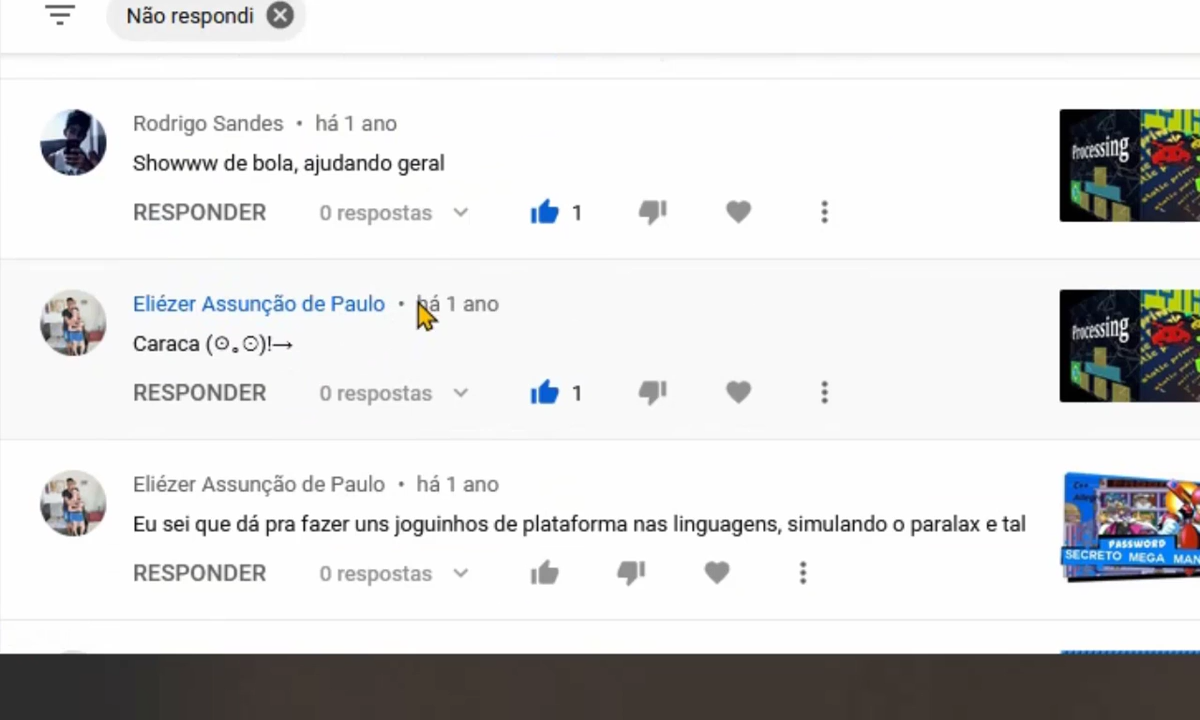 Não respondi
Rodrigo Sandes • há 1 ano
Showww de bola, ajudando geral
RESPONDER 0 respostas 1
Processing
Eliézer Assunção de Paulo • há 1 ano
Caraca (⊙｡⊙)!→
RESPONDER 0 respostas 1
Processing
Eliézer Assunção de Paulo • há 1 ano
Eu sei que dá pra fazer uns joguinhos de plataforma nas linguagens, simulando o paralax e tal
RESPONDER 0 respostas
C++
PASSWORD
SECRETO MEGA MAN